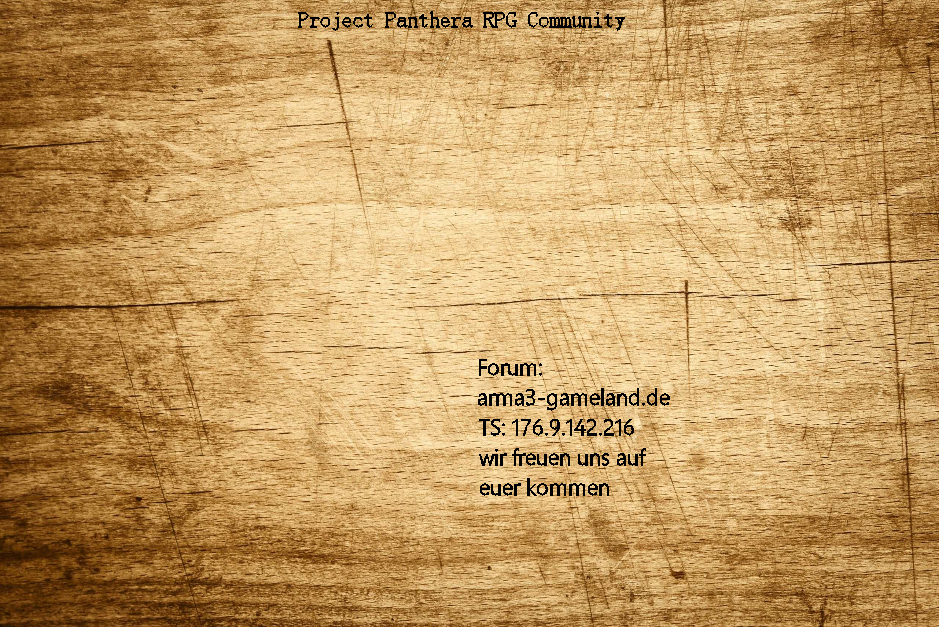 Project Panthera RPG Community
Forum:
arma3-gameland.de
TS: 176.9.142.216
wir freuen uns auf
euer kommen